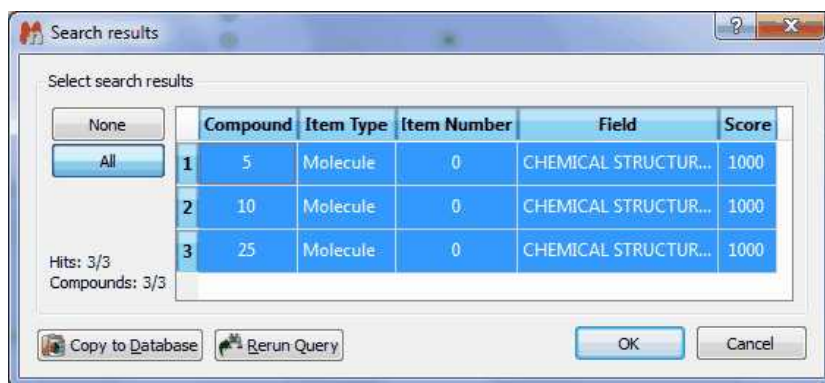 Search results
Select search results
None
All
Compound Item Type Item Number Field Score
1 5 Molecule 0 CHEMICAL STRUCTUR... 1000
2 10 Molecule 0 CHEMICAL STRUCTUR... 1000
3 25 Molecule 0 CHEMICAL STRUCTUR... 1000
Hits: 3/3
Compounds: 3/3
Copy to Database Rerun Query OK Cancel